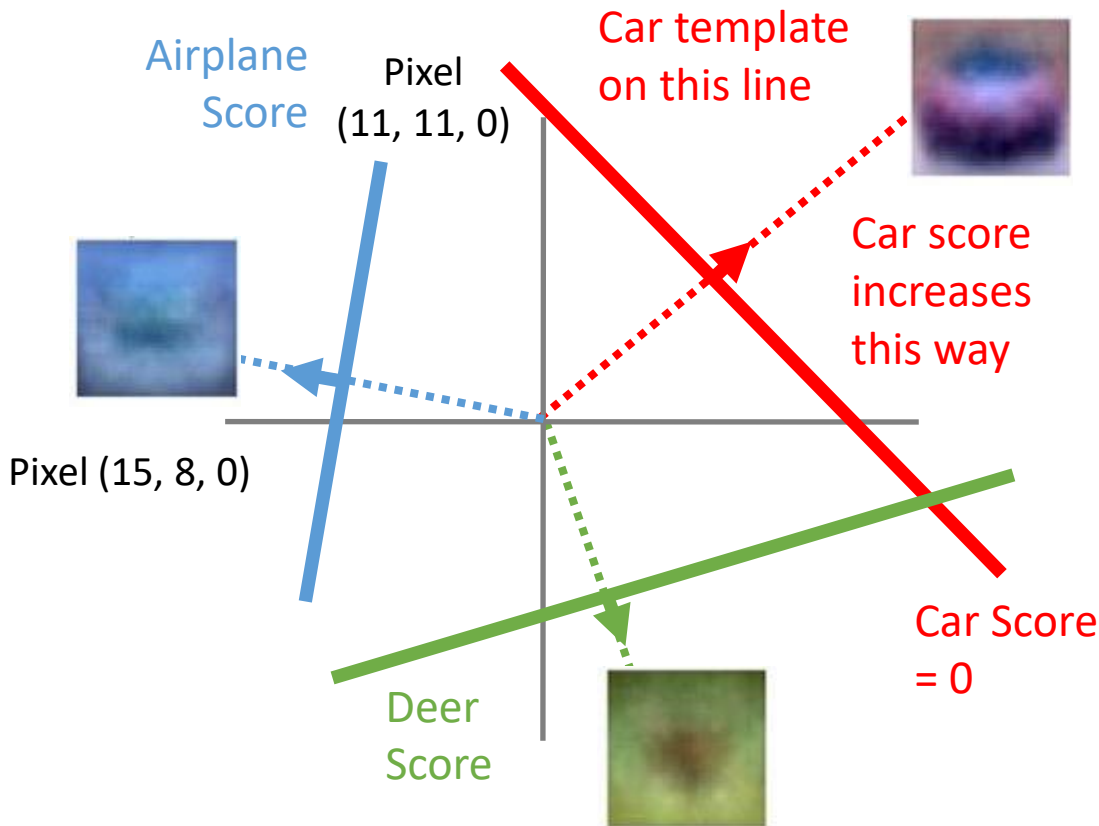 Airplane
Score
Pixel
(11, 11, 0)
Car template
on this line
Car score
increases
this way
Pixel (15, 8, 0)
Car Score
= 0
Deer
Score